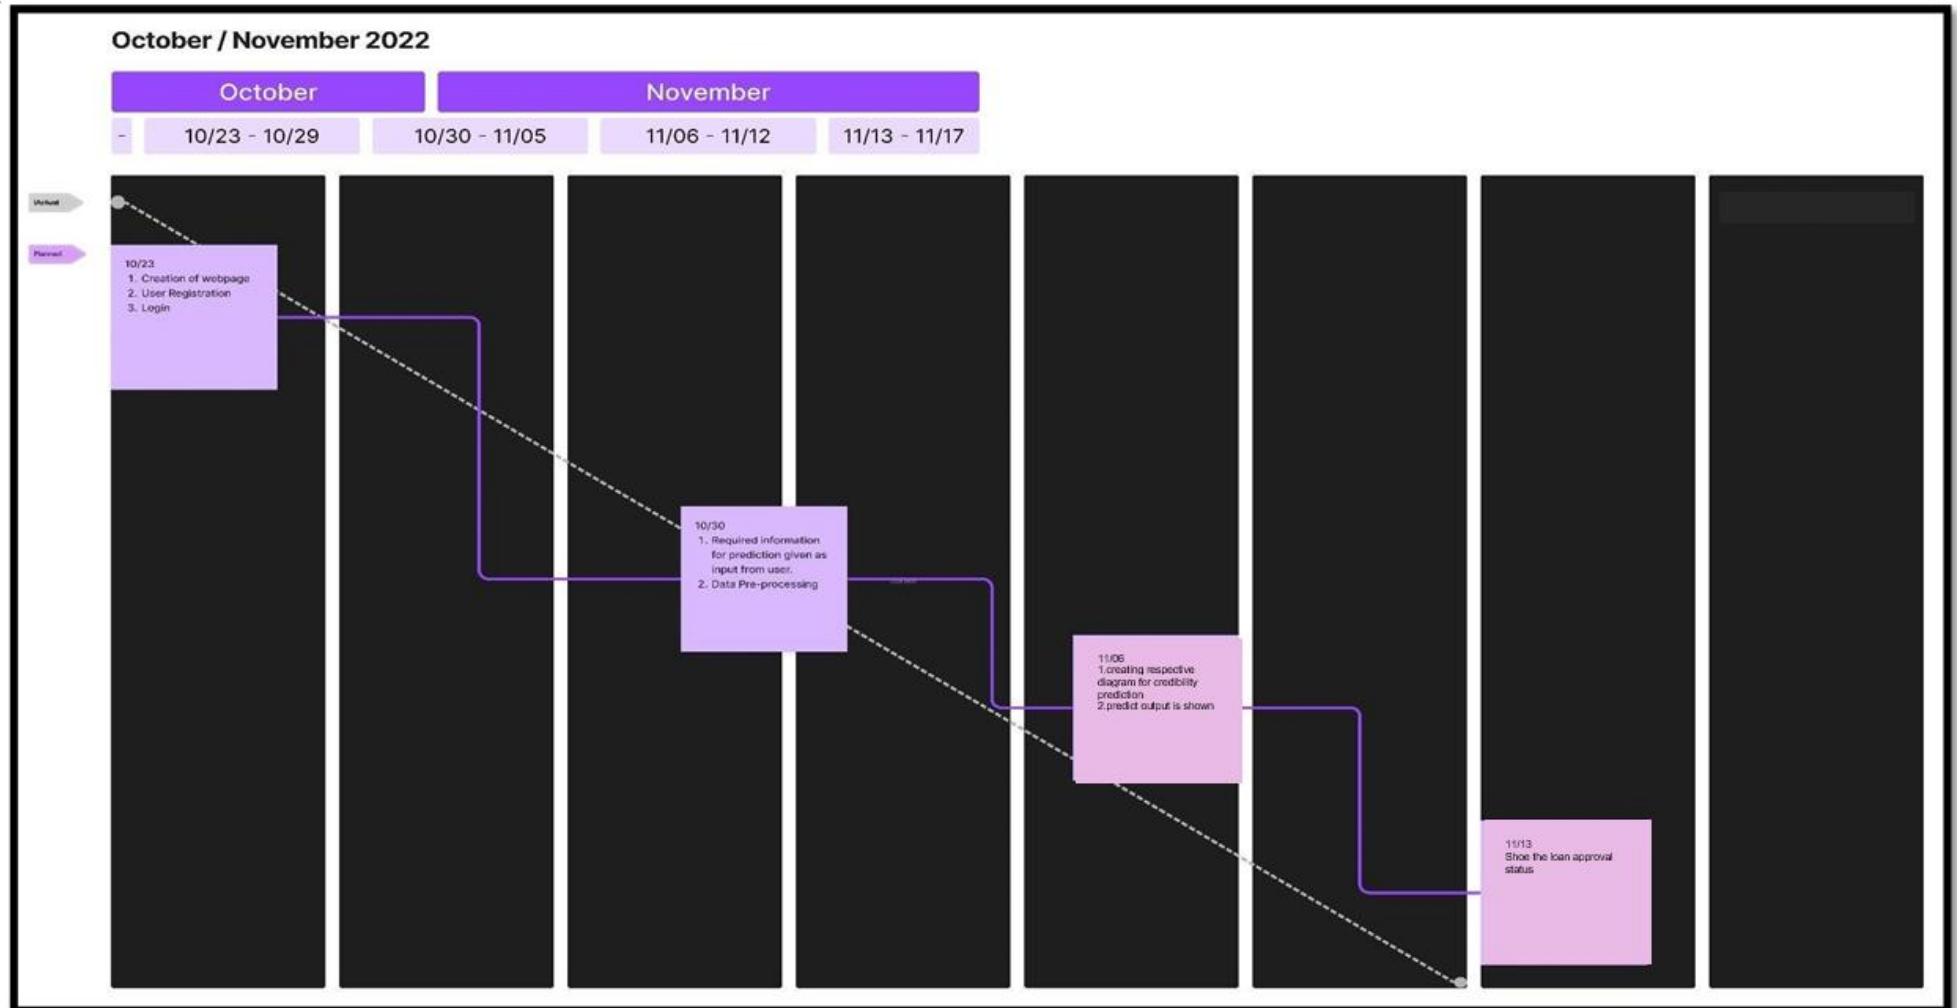 October / November 2022
October
November
-
10/23 - 10/29
10/30 - 11/05
11/06 - 11/12
11/13 - 11/17
Actual
Planned
10/23
1. Creation of webpage
2. User Registration
3. Login
10/30
1. Required information
for prediction given as
input from user.
2. Data Pre-processing
11/06
1.creating respective
diagram for credibility
prediction
2.predict output is shown
11/13
Shoe the loan approval
status